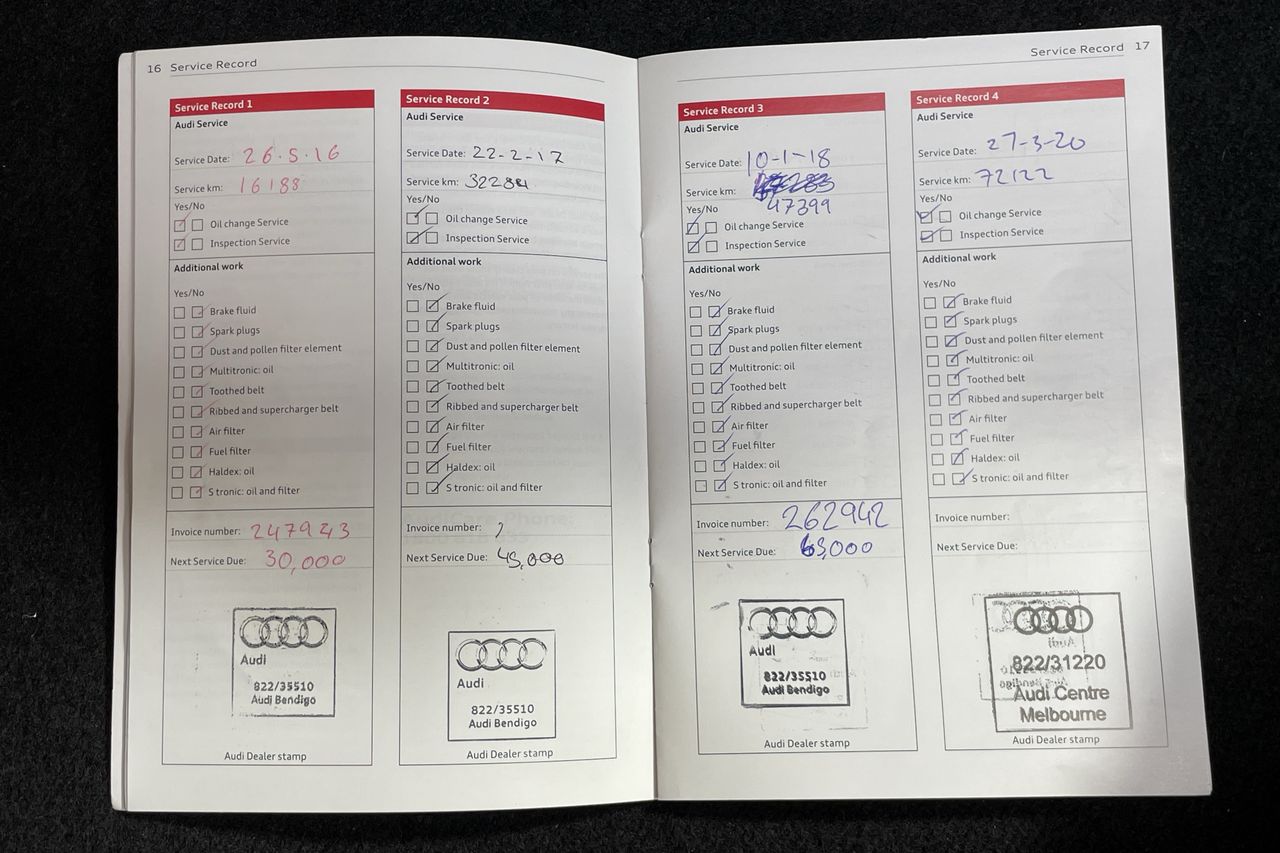 16 Service Record
Service Record 1
Audi Service
Service Date: 26.5.16
Service km: 16188
Yes/No
Oil change Service
Inspection Service
Additional work
Yes/No
Brake fluid
Spark plugs
Dust and pollen filter element
Multitronic: oil
Toothed belt
Ribbed and supercharger belt
Air filter
Fuel filter
Haldex: oil
S tronic: oil and filter
Invoice number: 247943
Next Service Due: 30,000
Audi
822/35510
Audi Bendigo
Audi Dealer stamp
Service Record 2
Audi Service
Service Date: 22-2-17
Service km: 32284
Yes/No
Oil change Service
Inspection Service
Additional work
Yes/No
Brake fluid
Spark plugs
Dust and pollen filter element
Multitronic: oil
Toothed belt
Ribbed and supercharger belt
Air filter
Fuel filter
Haldex: oil
S tronic: oil and filter
Invoice number:
Next Service Due: 45,000
Audi
822/35510
Audi Bendigo
Audi Dealer stamp
Service Record 17
Service Record 3
Audi Service
Service Date: 10-1-18
Service km:
47399
Yes/No
Oil change Service
Inspection Service
Additional work
Yes/No
Brake fluid
Spark plugs
Dust and pollen filter element
Multitronic: oil
Toothed belt
Ribbed and supercharger belt
Air filter
Fuel filter
Haldex: oil
S tronic: oil and filter
Invoice number: 262942
Next Service Due: 63,000
Audi
822/35510
Audi Bendigo
Audi Dealer stamp
Service Record 4
Audi Service
Service Date: 27-3-20
Service km: 72122
Yes/No
Oil change Service
Inspection Service
Additional work
Yes/No
Brake fluid
Spark plugs
Dust and pollen filter element
Multitronic: oil
Toothed belt
Ribbed and supercharger belt
Air filter
Fuel filter
Haldex: oil
S tronic: oil and filter
Invoice number:
Next Service Due:
822/31220
Audi Centre
Melbourne
Audi Dealer stamp